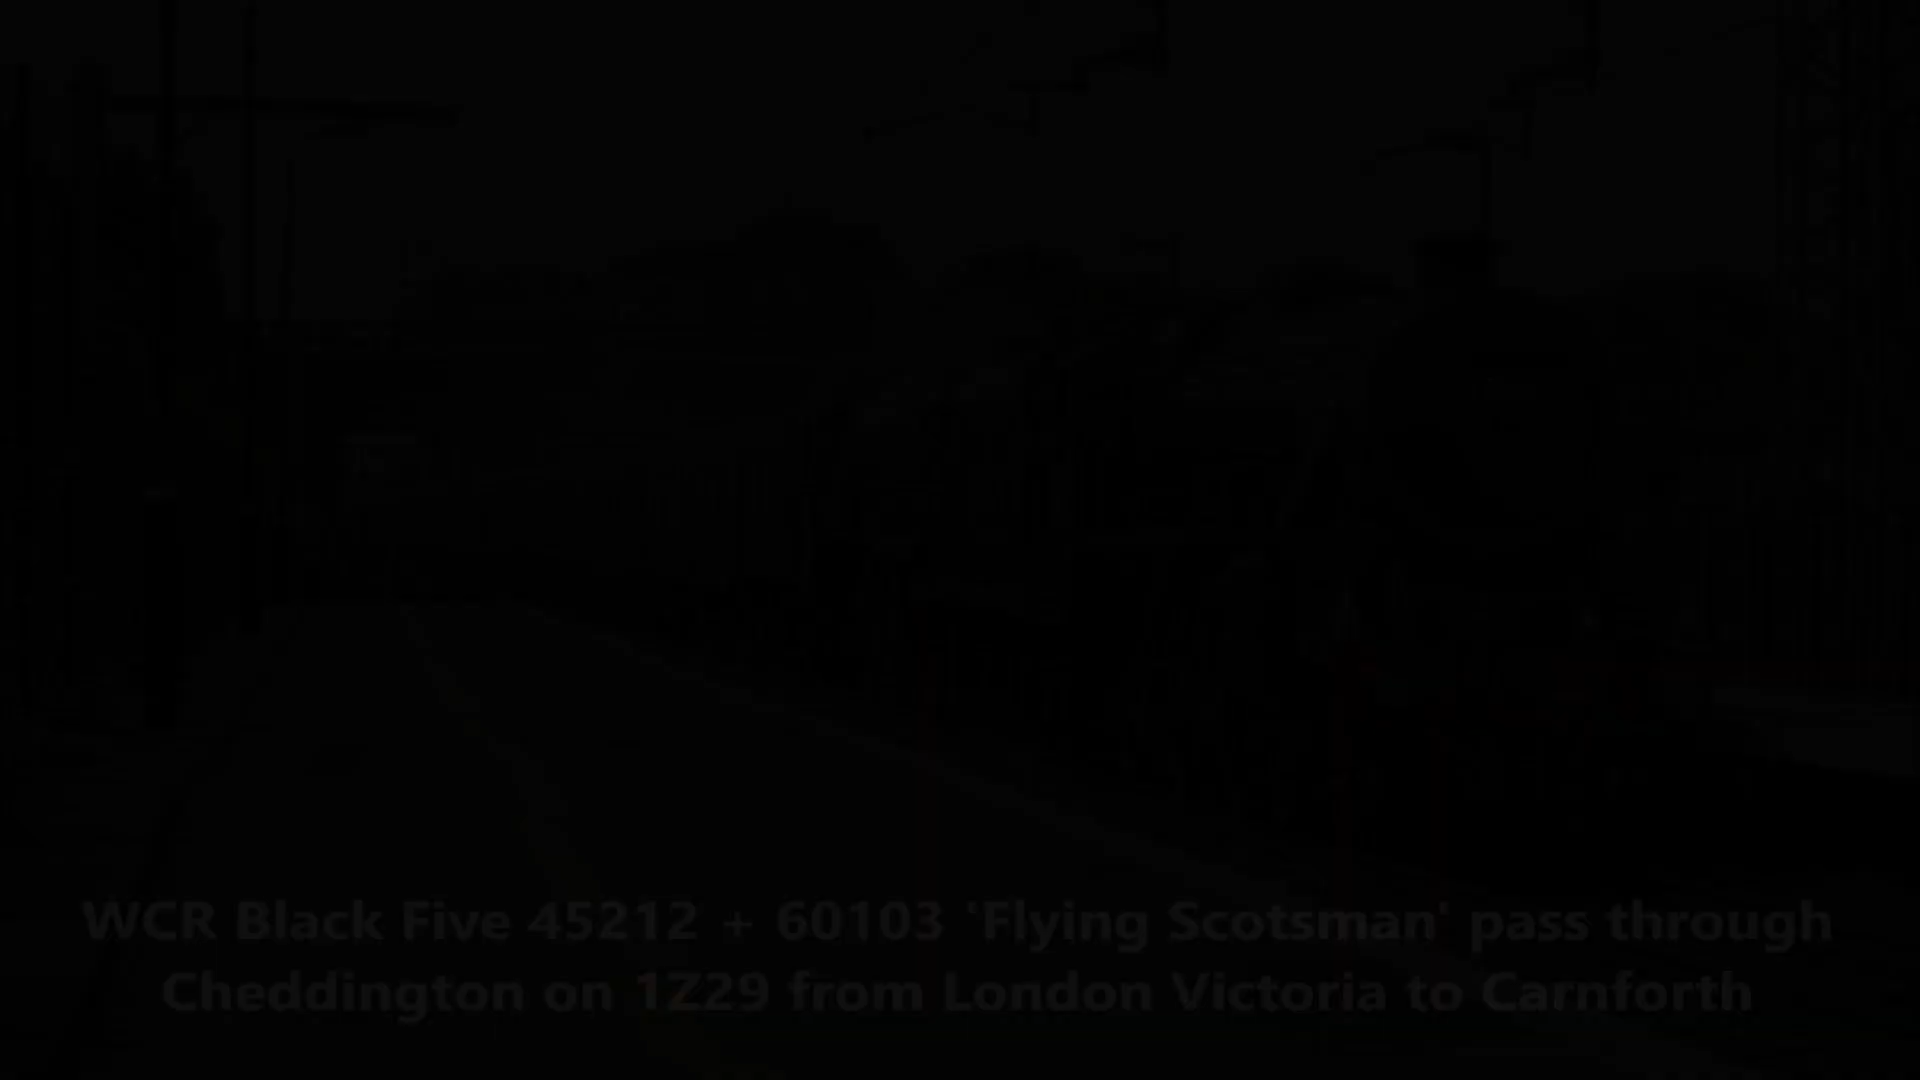 WCR Black Five 45212 + 60103 'Flying Scotsman' pass through
Cheddington on 1Z29 from London Victoria to Carnforth